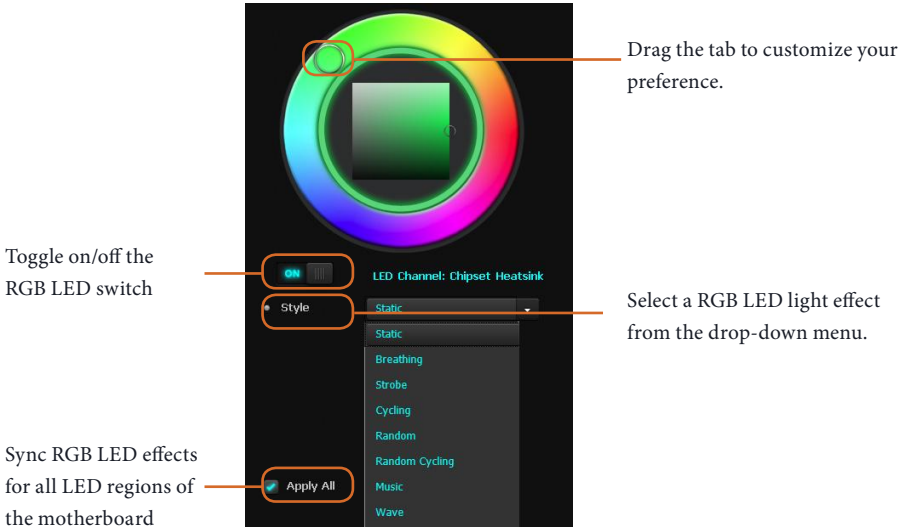 Drag the tab to customize your
preference.
Toggle on/off the
RGB LED switch
ON
LED Channel: Chipset Heatsink
Style
Static
Select a RGB LED light effect
from the drop-down menu.
Static
Breathing
Strobe
Cycling
Random
Random Cycling
Music
Wave
Sync RGB LED effects
for all LED regions of
the motherboard
Apply All